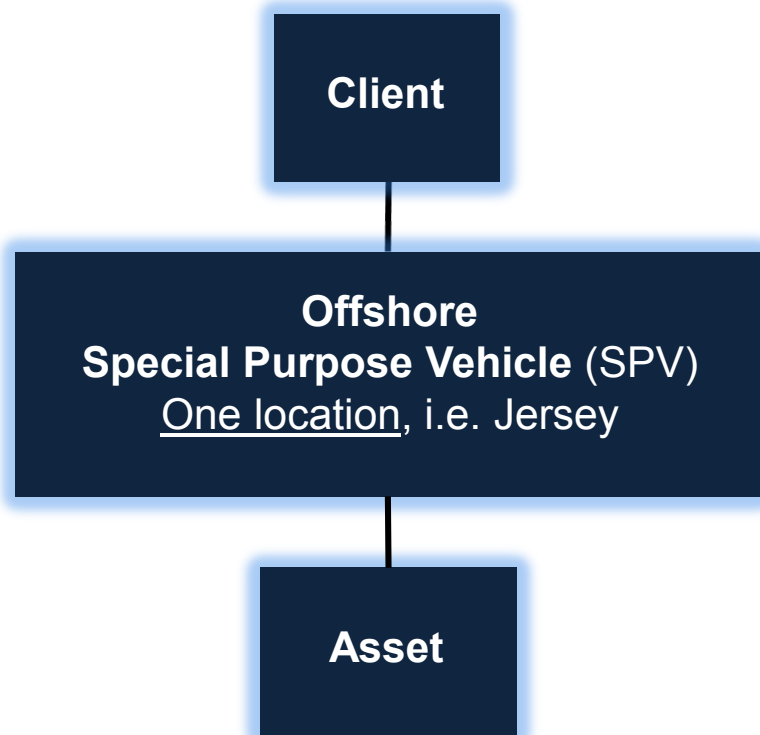 Client
Offshore
Special Purpose Vehicle (SPV)
One location, i.e. Jersey
Asset